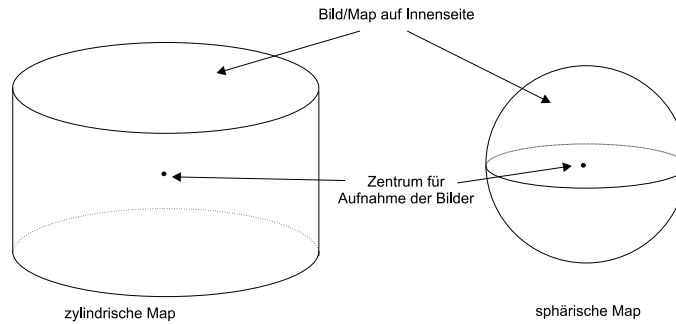 Bild/Map auf Innenseite
Zentrum für
Aufnahme der Bilder
zylindrische Map
sphärische Map